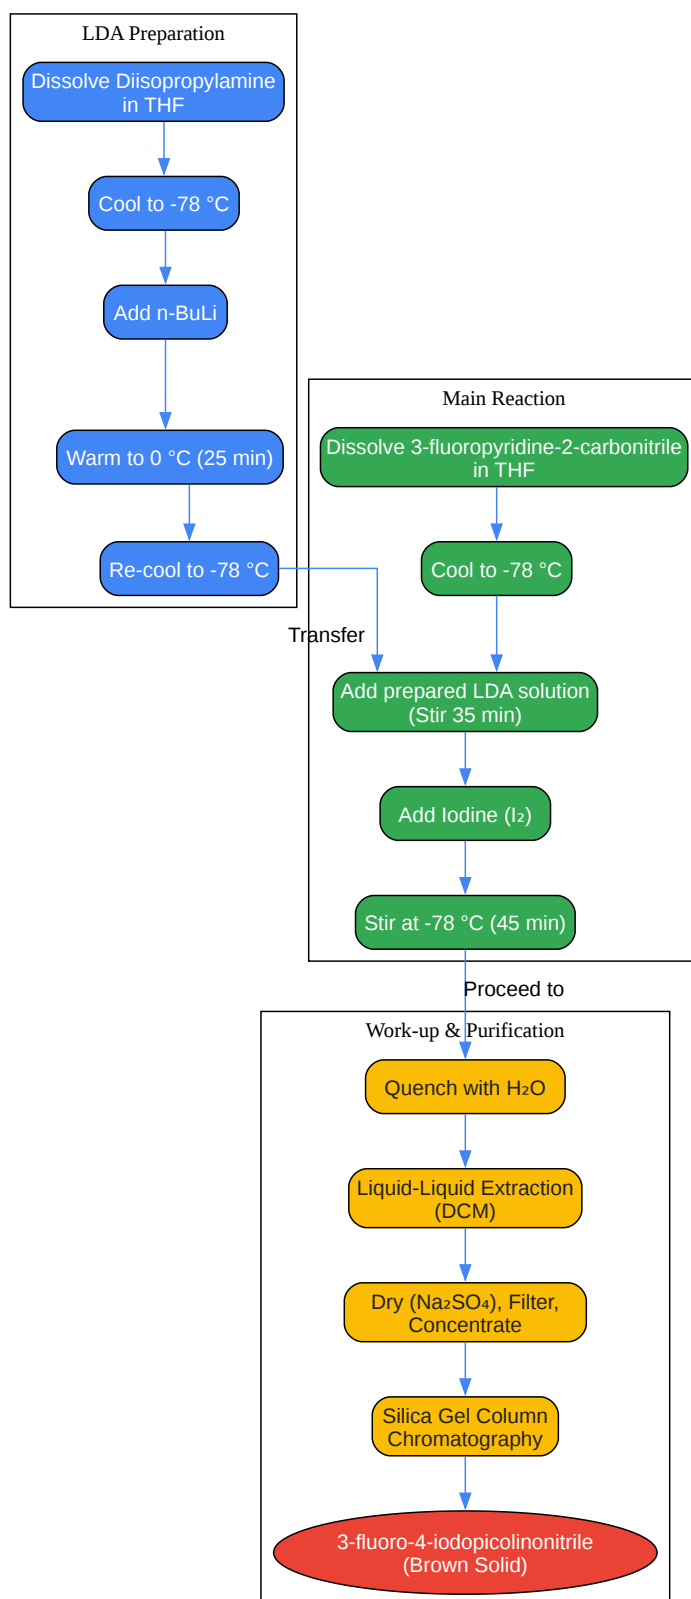 LDA Preparation
Dissolve Diisopropylamine
in THF
Cool to -78 °C
Add n-BuLi
Warm to 0 °C (25 min)
Re-cool to -78 °C
Transfer
Main Reaction
Dissolve 3-fluoropyridine-2-carbonitrile
in THF
Cool to -78 °C
Add prepared LDA solution
(Stir 35 min)
Add Iodine (I₂)
Stir at -78 °C (45 min)
Proceed to
Work-up & Purification
Quench with H₂O
Liquid-Liquid Extraction
(DCM)
Dry (Na₂SO₄), Filter,
Concentrate
Silica Gel Column
Chromatography
3-fluoro-4-iodopicolinonitrile
(Brown Solid)